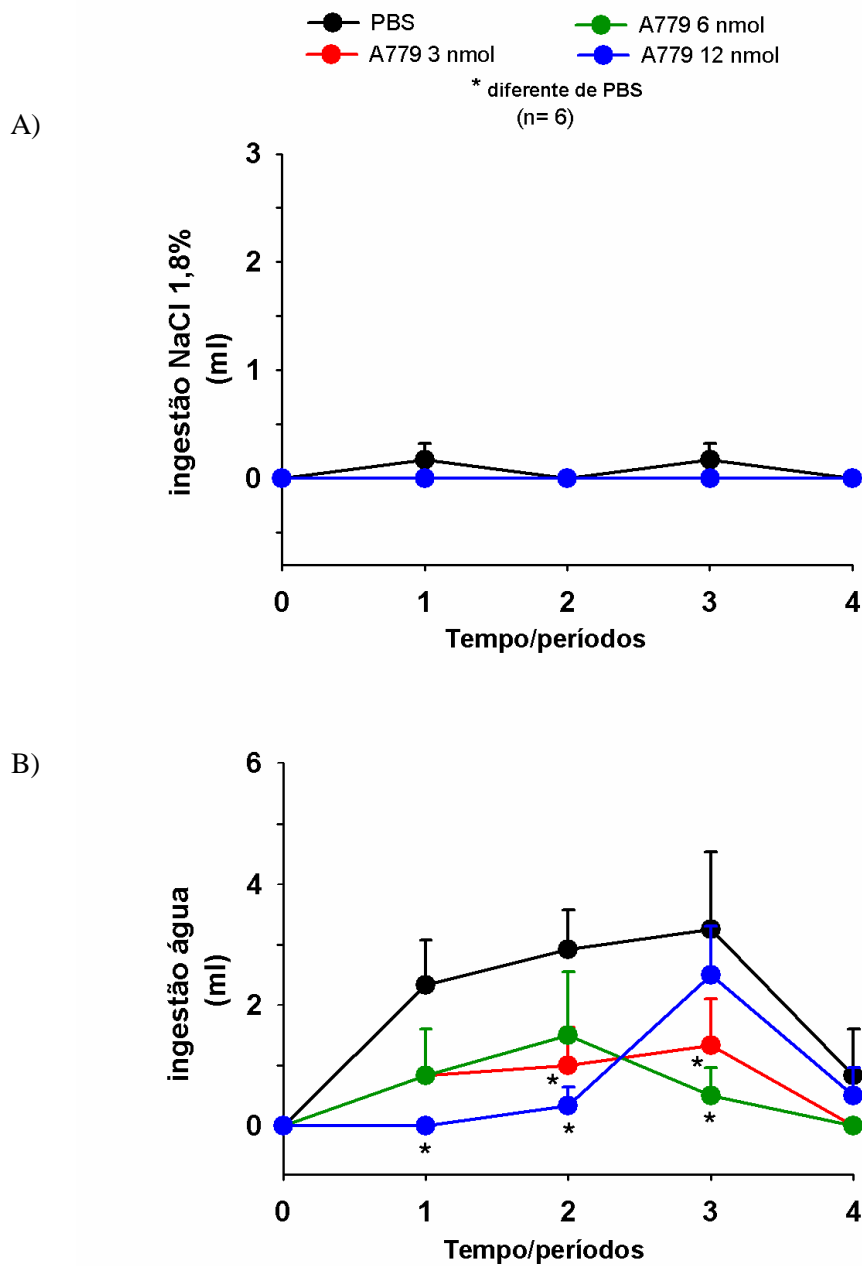 PBS
A779 6 nmol
A779 3 nmol
A779 12 nmol
* diferente de PBS
(n= 6)
A)
3
2
1
0
ingestão NaCl 1,8%
(ml)
0 1 2 3 4
Tempo/períodos
B)
6
4
2
0
ingestão água
(ml)
* *
* * *
0 1 2 3 4
Tempo/períodos